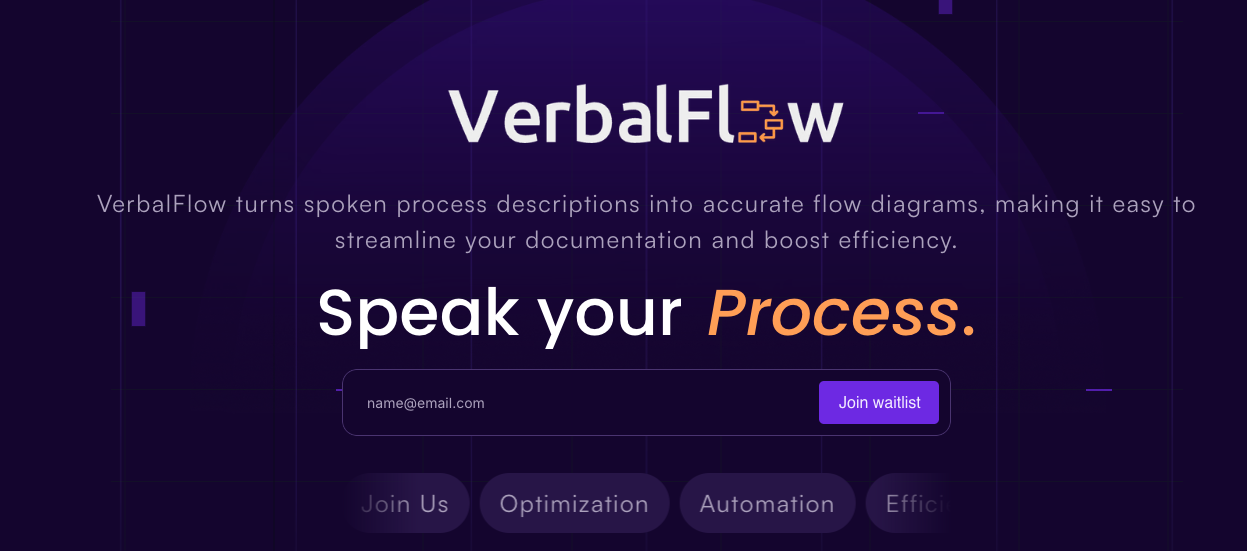 VerbalFlow
VerbalFlow turns spoken process descriptions into accurate flow diagrams, making it easy to
streamline your documentation and boost efficiency.
Speak your Process.
name@email.com Join waitlist
Join Us Optimization Automation Effici